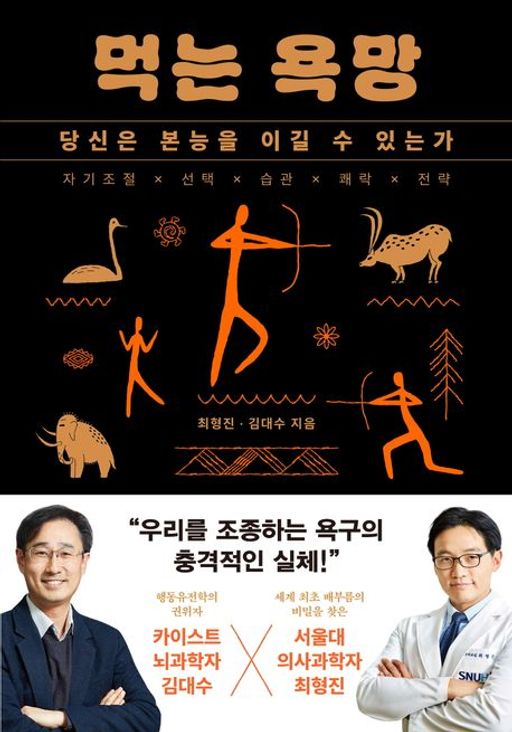 먹는 욕망
당신은 본능을 이길 수 있는가
자기조절 × 선택 × 습관 × 쾌락 × 전략
최형진 · 김대수 지음
“우리를 조종하는 욕구의
충격적인 실체!”
행동유전학의
권위자
카이스트
뇌과학자
김대수
세계 최초 배부름의
비밀을 찾은
서울대
의사과학자
최형진
SNUH